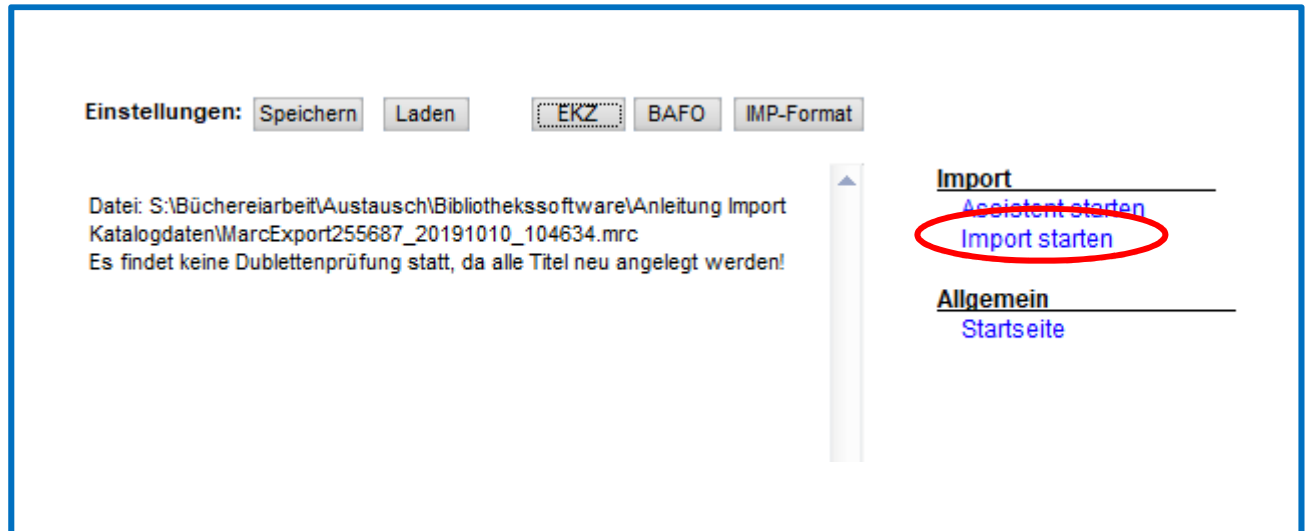 Einstellungen: Speichern Laden EKZ BAFO IMP-Format
Datei: S:\Büchereiarbeit\Austausch\Bibliothekssoftware\Anleitung Import
Katalogdaten\MarcExport255687_20191010_104634.mrc
Es findet keine Dublettenprüfung statt, da alle Titel neu angelegt werden!
Import
Assistent starten
Import starten
Allgemein
Startseite